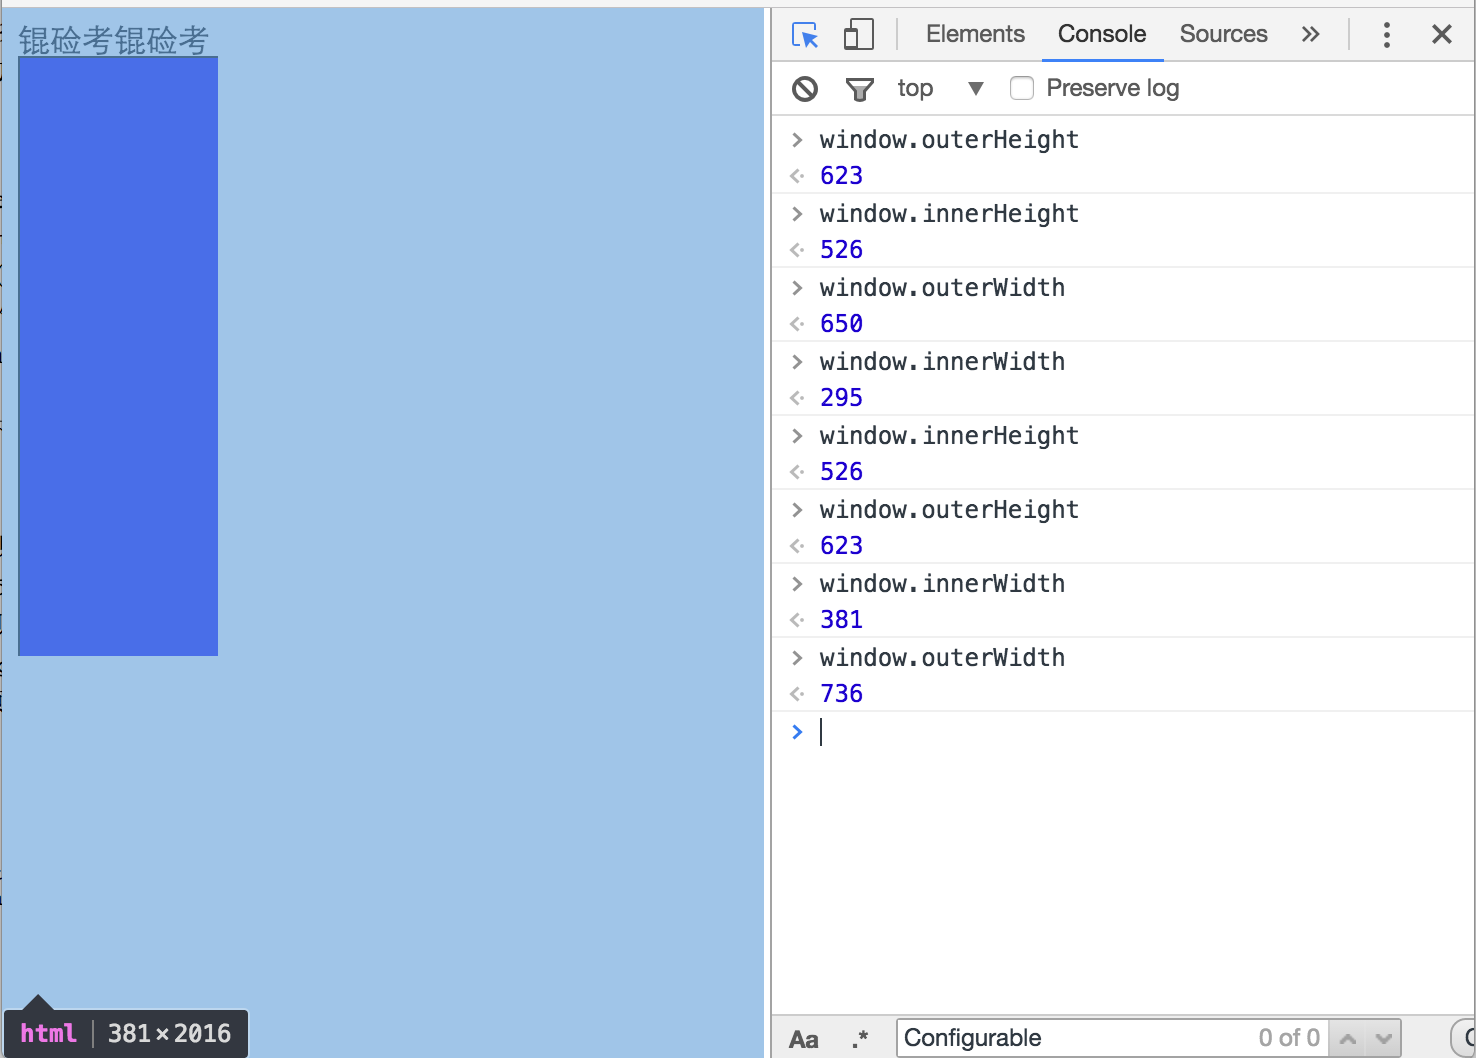 锟硷考锟硷考
html 381 × 2016
Elements Console Sources
top Preserve log
window.outerHeight
623
window.innerHeight
526
window.outerWidth
650
window.innerWidth
295
window.innerHeight
526
window.outerHeight
623
window.innerWidth
381
window.outerWidth
736
Aa .* Configurable 0 of 0